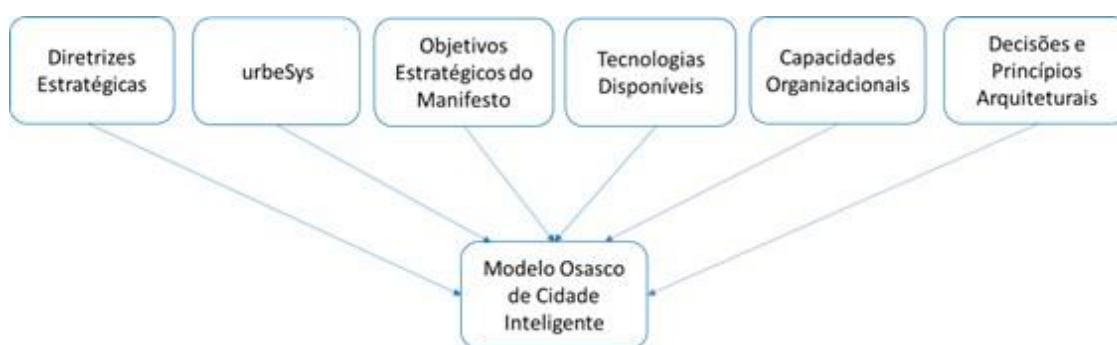 Diretrizes
Estratégicas
urbeSys
Objetivos
Estratégicos do
Manifesto
Tecnologias
Disponíveis
Capacidades
Organizacionais
Decisões e
Princípios
Arquiteturais
Modelo Osasco
de Cidade
Inteligente